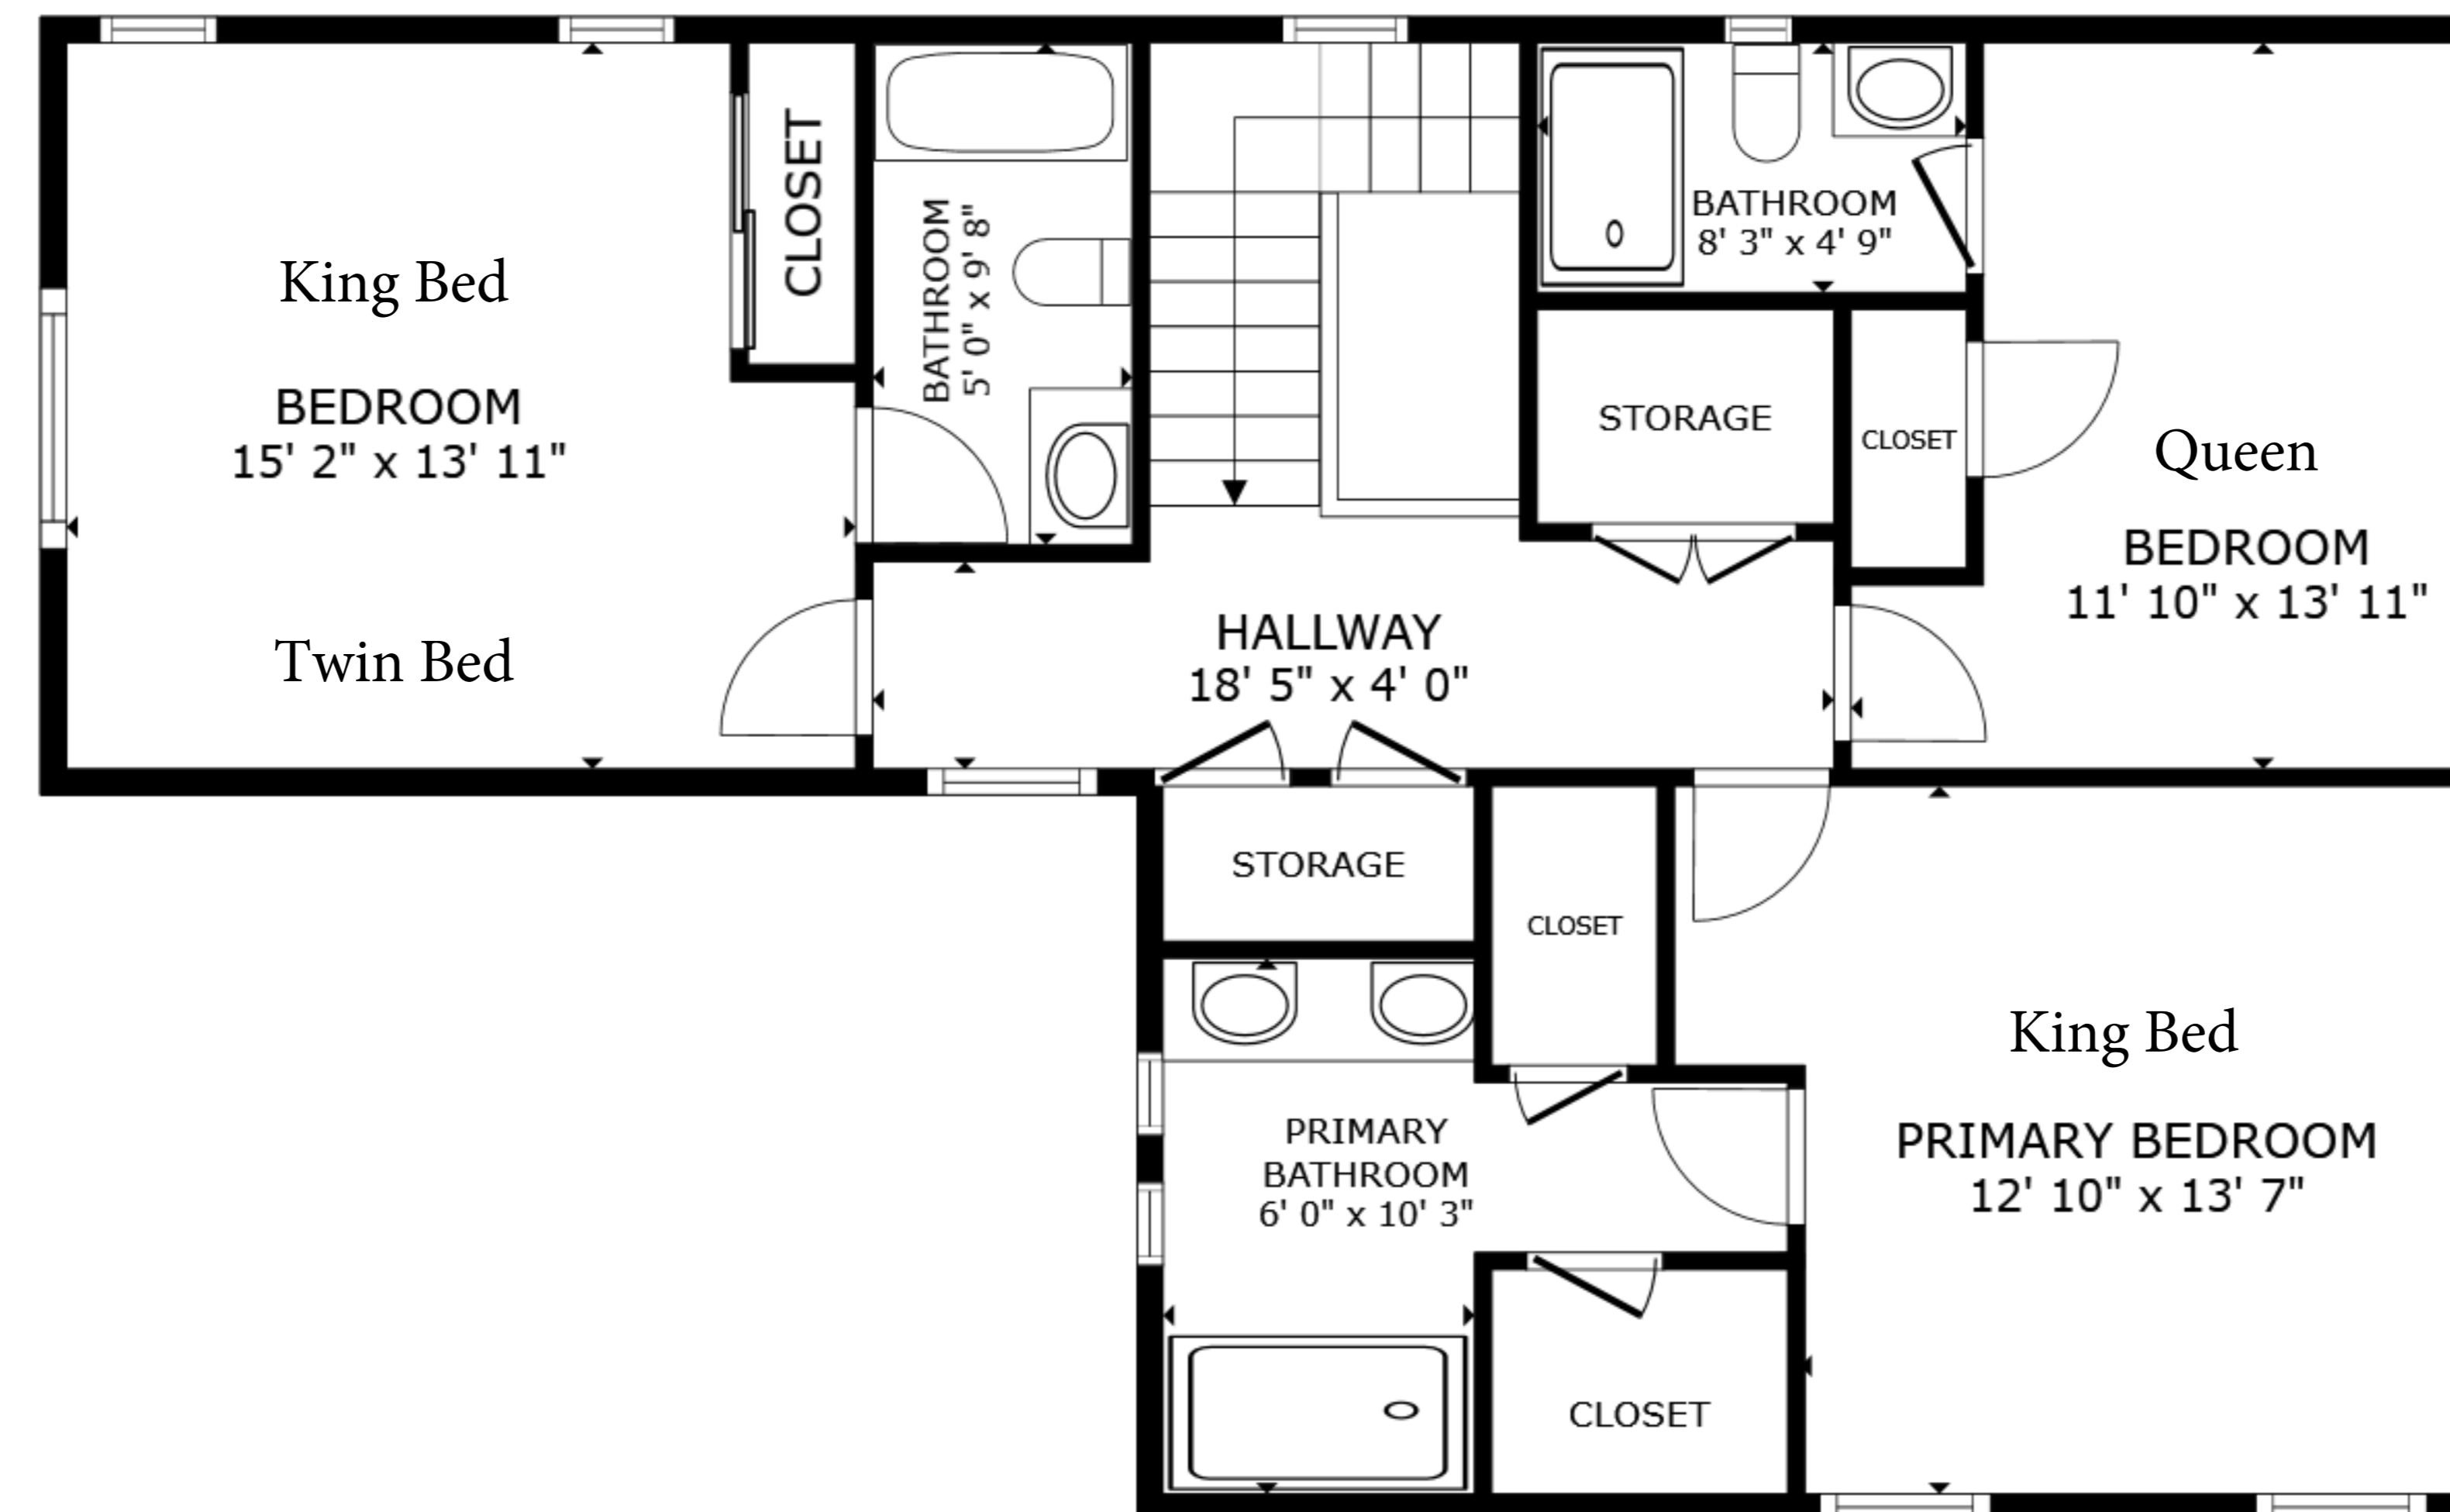 King Bed
BEDROOM
15' 2" x 13' 11"
Twin Bed
CLOSET
BATHROOM
5' 0" x 9' 8"
BATHROOM
8' 3" x 4' 9"
STORAGE
CLOSET
Queen
BEDROOM
11' 10" x 13' 11"
HALLWAY
18' 5" x 4' 0"
STORAGE
CLOSET
PRIMARY
BATHROOM
6' 0" x 10' 3"
King Bed
PRIMARY BEDROOM
12' 10" x 13' 7"
CLOSET